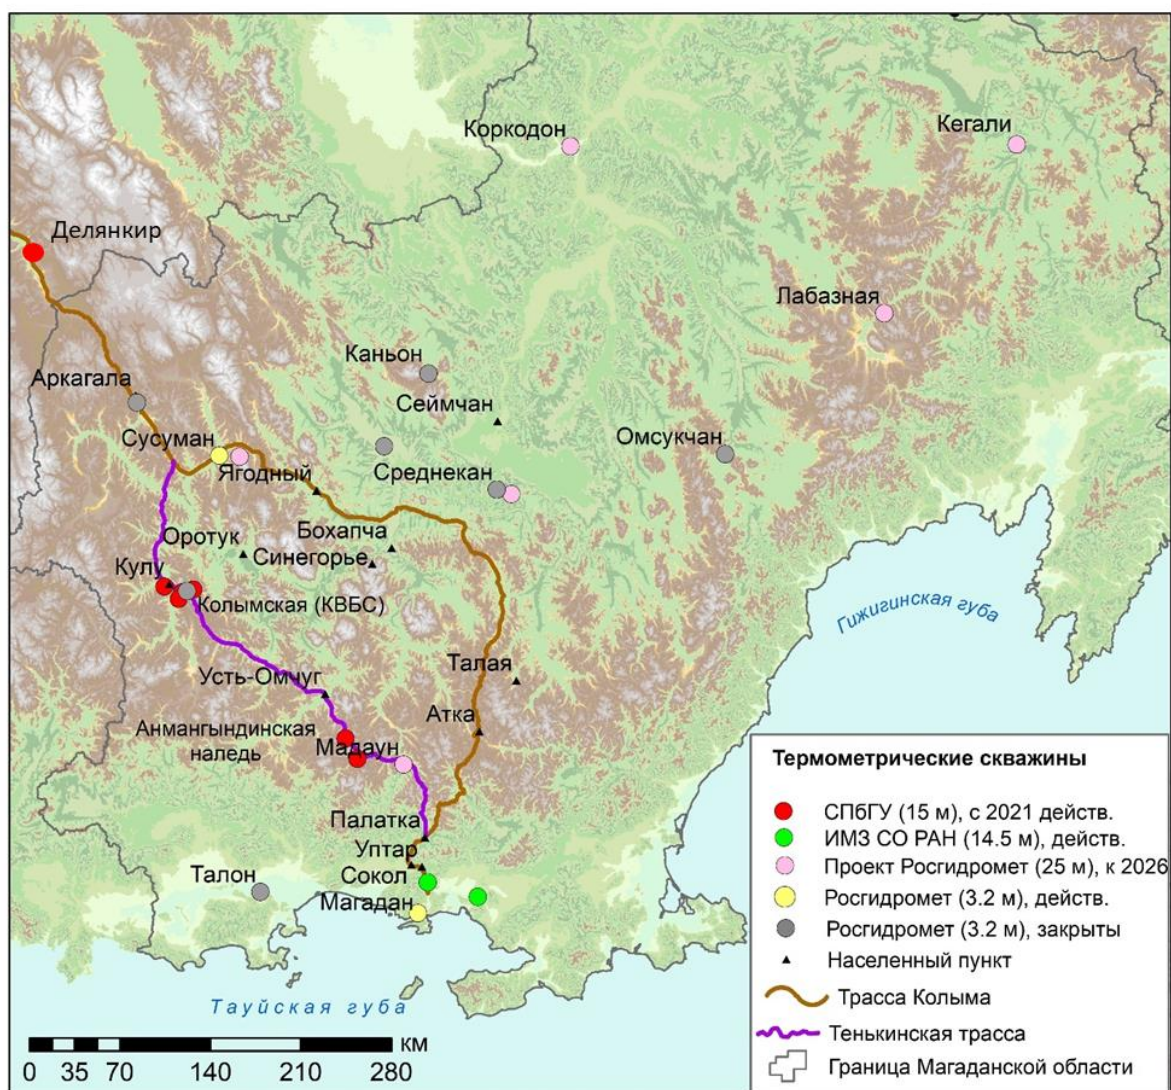 Коркодон
Кегали
Делянкир
Лабазная
Каньон
Аркагала
Сеймчан
Сусуман
Омсукчан
Ягодный
Среднекан
Бохапча
Оротук
Синегорье
Кулу
Колымская (КВБС)
Гижигинская губа
Талая
Усть-Омчуг
Атка
Анмангындинская
наледь
Мадаун
Палатка
Уптар
Талон
Сокол
Магадан
Тауйская губа
км
0 35 70 140 210 280
Термометрические скважины
СПбГУ (15 м), с 2021 действ.
ИМЗ СО РАН (14.5 м), действ.
Проект Росгидромет (25 м), к 2026
Росгидромет (3.2 м), действ.
Росгидромет (3.2 м), закрыты
Населенный пункт
Трасса Колыма
Тенькинская трасса
Граница Магаданской области